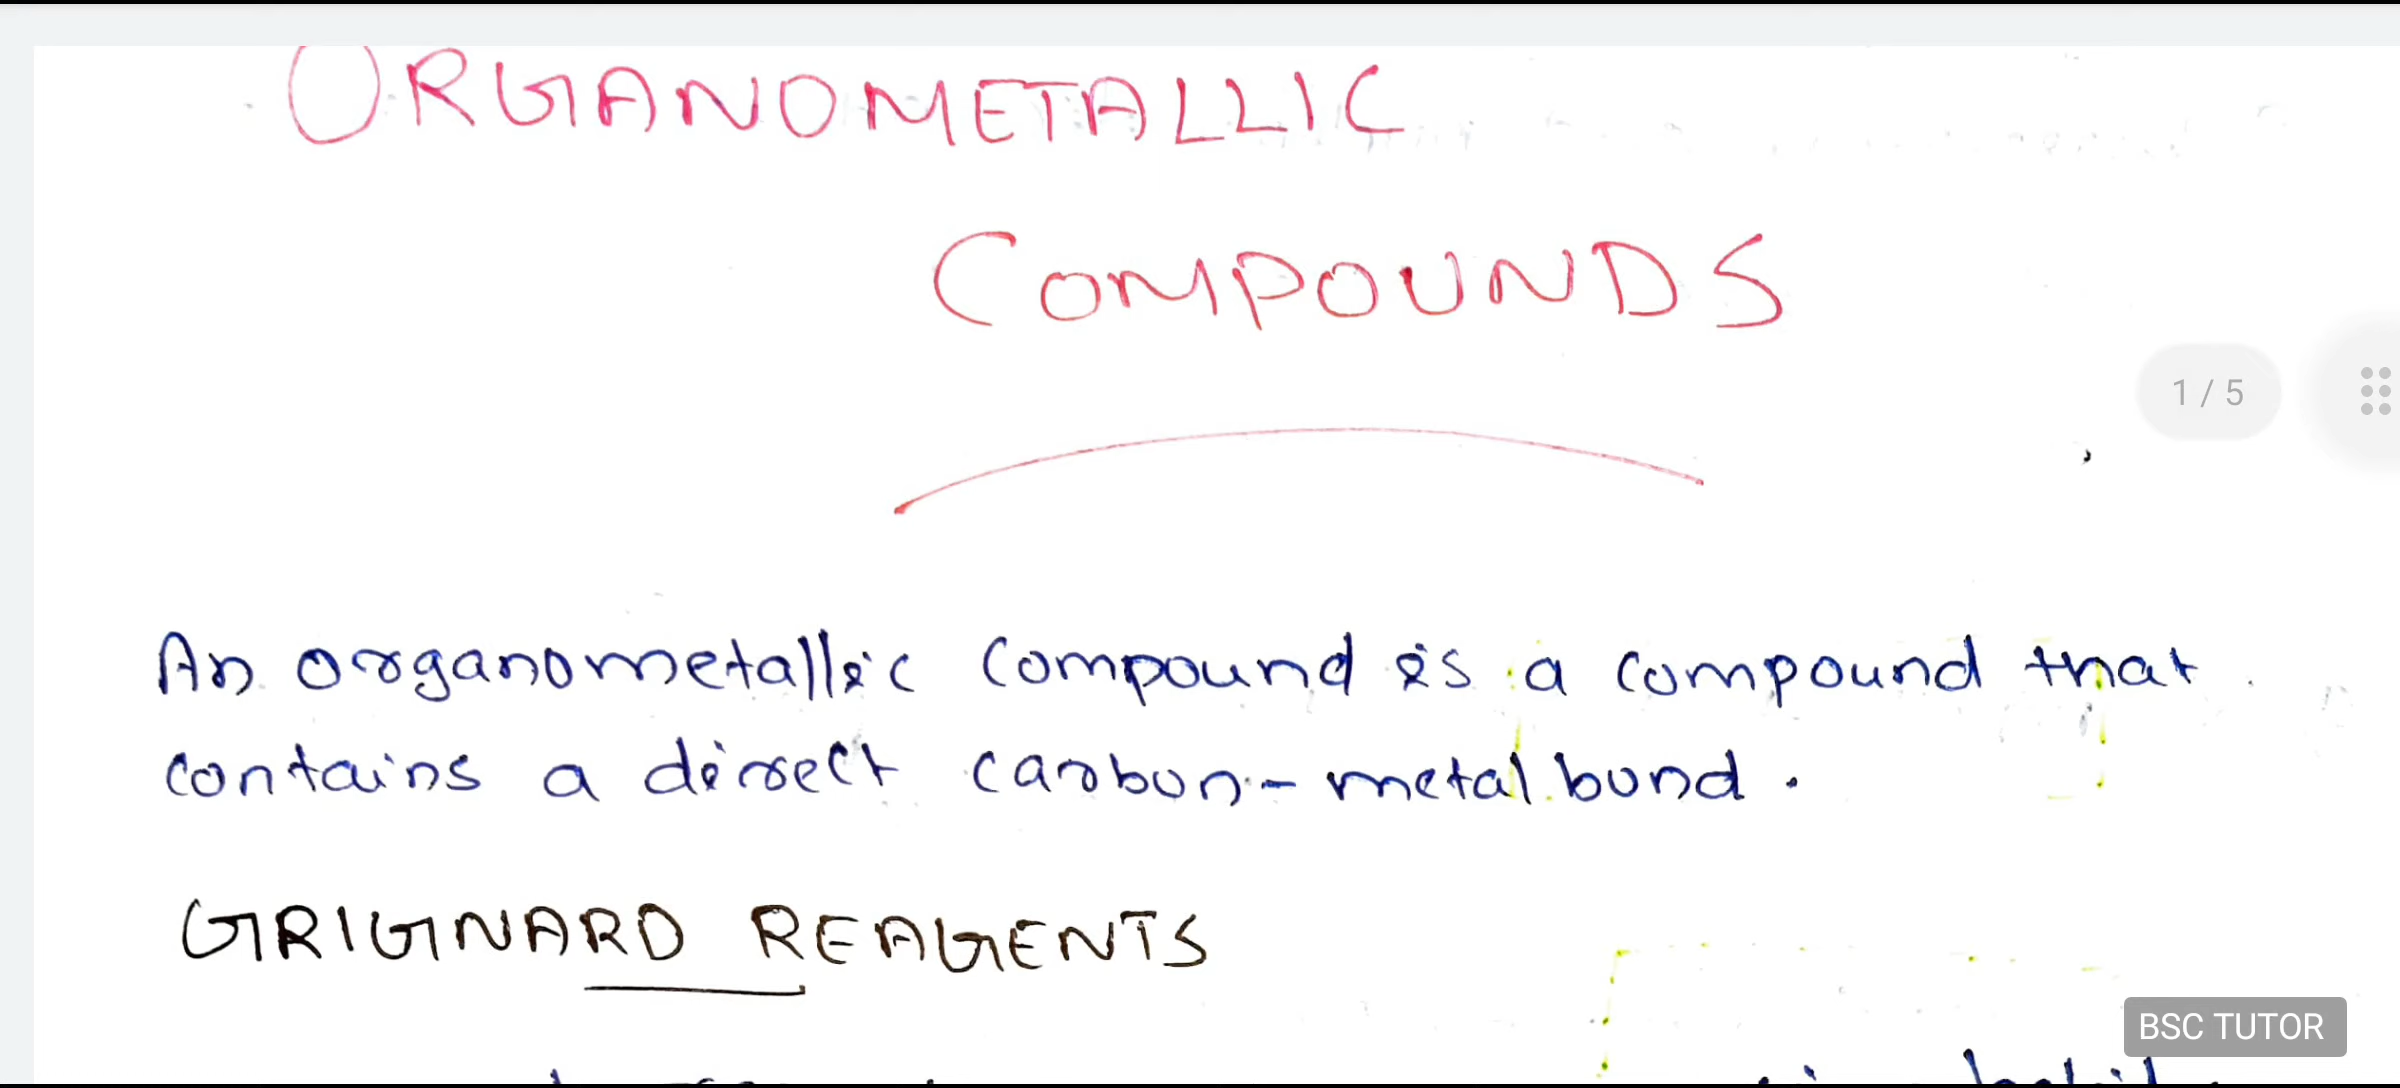 ORGANOMETALLIC
COMPOUNDS
1 / 5
An organometallic compound is a compound that
contains a direct carbon-metal bond.
GRIGNARD REAGENTS
BSC TUTOR